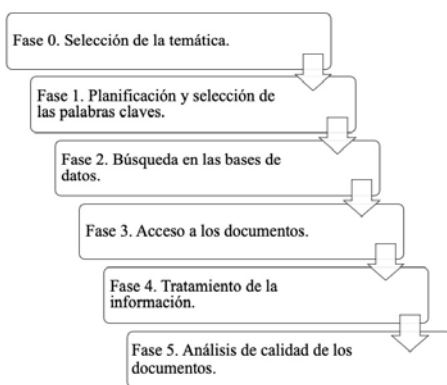 Fase 0. Selección de la temática.
Fase 1. Planificación y selección de
las palabras claves.
Fase 2. Búsqueda en las bases de
datos.
Fase 3. Acceso a los documentos.
Fase 4. Tratamiento de la
información.
Fase 5. Análisis de calidad de los
documentos.